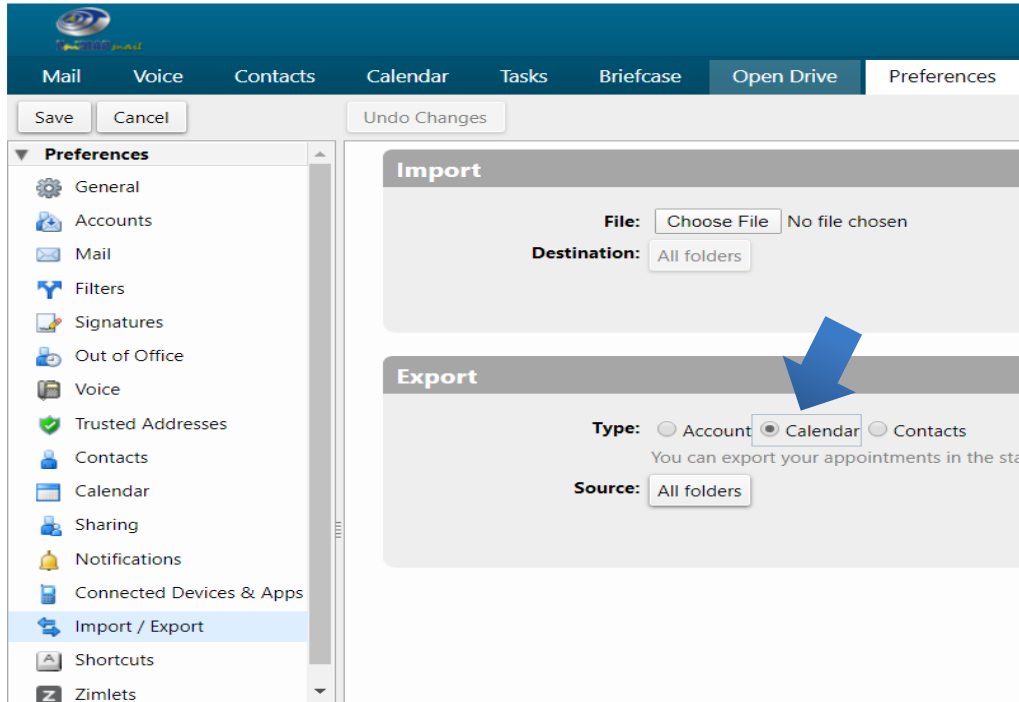 UniMAPmail
Mail Voice Contacts Calendar Tasks Briefcase Open Drive Preferences
Save Cancel Undo Changes
Preferences
General
Accounts
Mail
Filters
Signatures
Out of Office
Voice
Trusted Addresses
Contacts
Calendar
Sharing
Notifications
Connected Devices & Apps
Import / Export
Shortcuts
Zimlets
Import
File: Choose File No file chosen
Destination: All folders
Export
Type: Account Calendar Contacts
You can export your appointments in the sta
Source: All folders